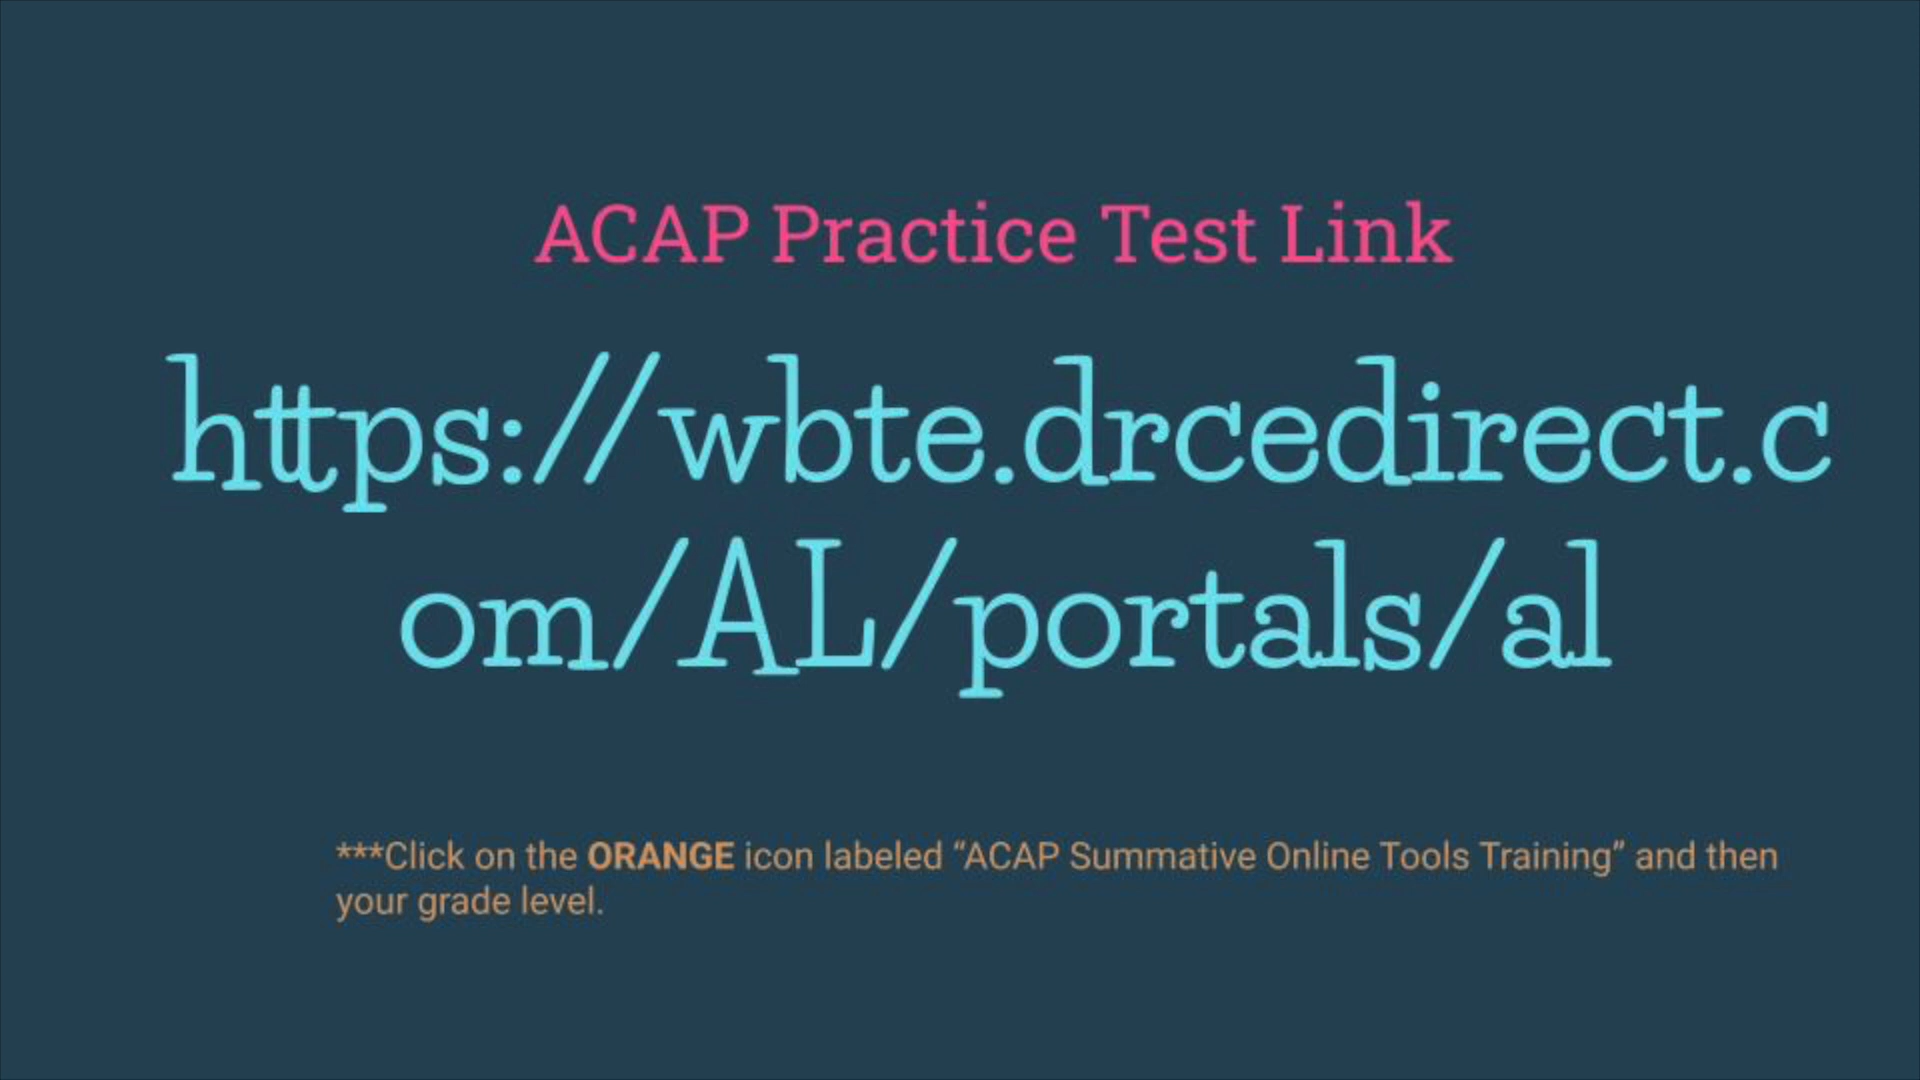 ACAP Practice Test Link
https://wbte.drcedirect.c
om/AL/portals/al
***Click on the ORANGE icon labeled “ACAP Summative Online Tools Training” and then
your grade level.